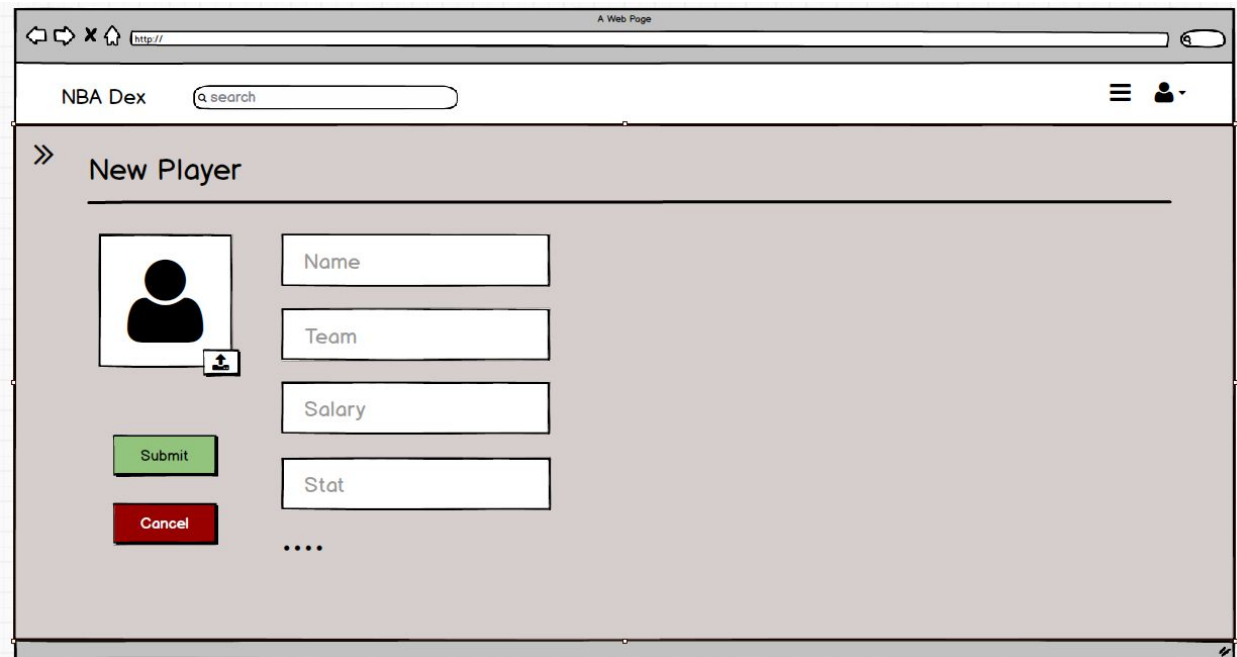 A Web Page
http://
NBA Dex
search
New Player
Name
Team
Salary
Submit
Stat
Cancel
....